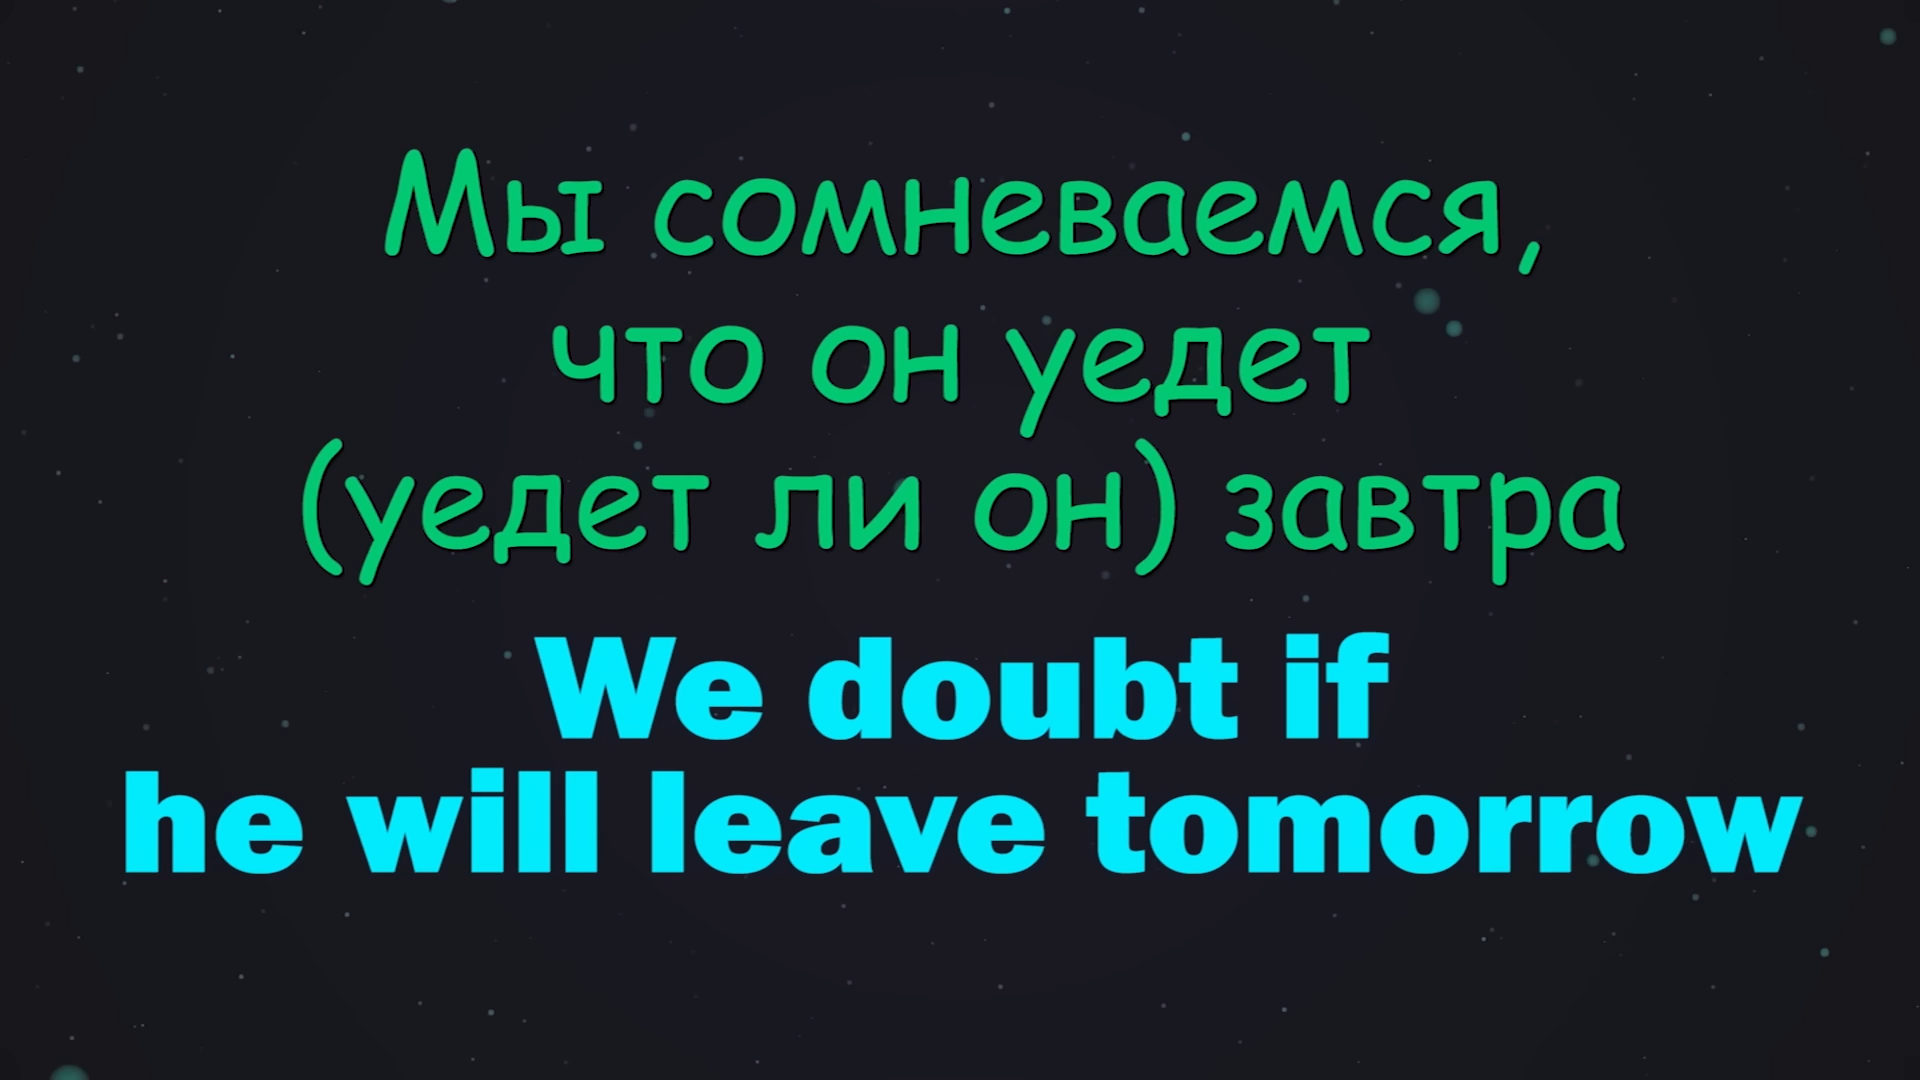 Мы сомневаемся,
что он уедет
(уедет ли он) завтра
We doubt if
he will leave tomorrow